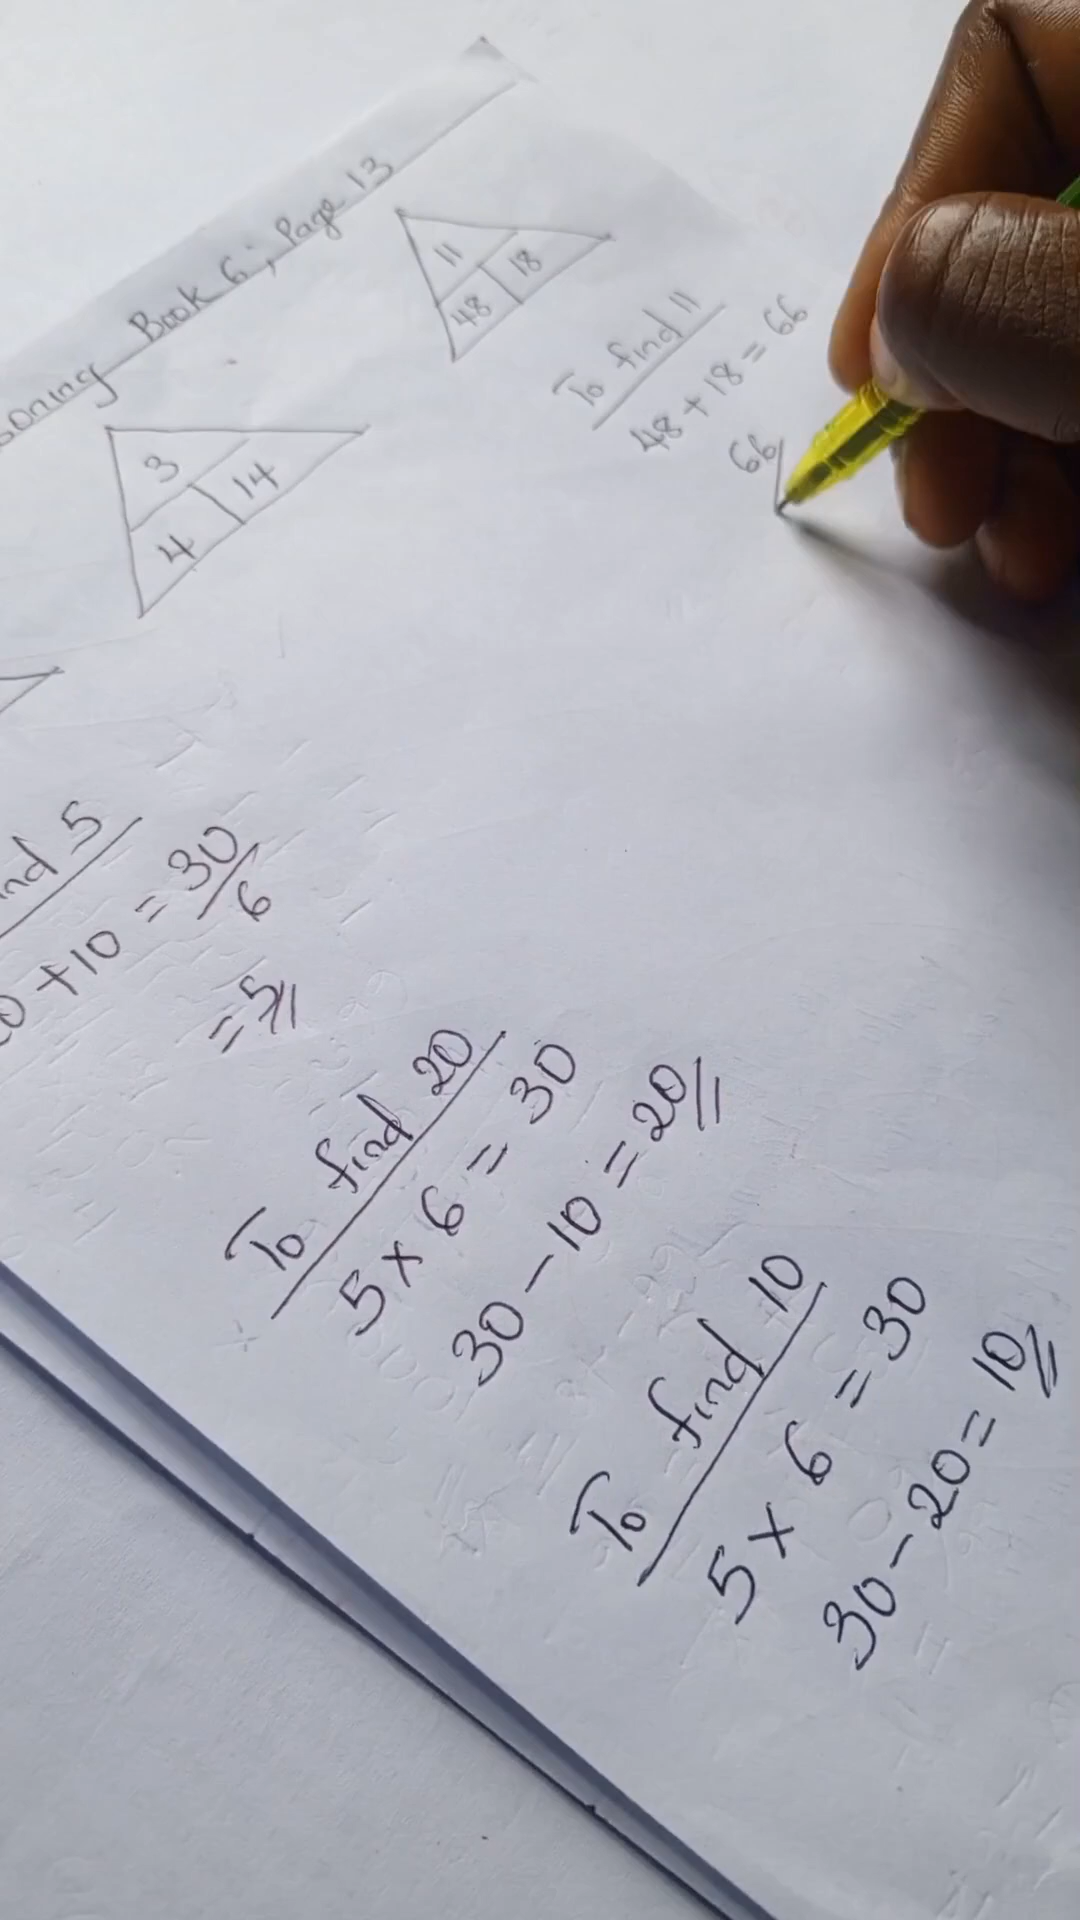 Book 6; Page 13
3
14
4
11
48 18
To find 11
48 + 18 = 66
66
5
+ 10 = 30/6
= 5
To find 20
5 x 6 = 30
30 - 10 = 20
To find 10
5 x 6 = 30
30 - 20 = 10